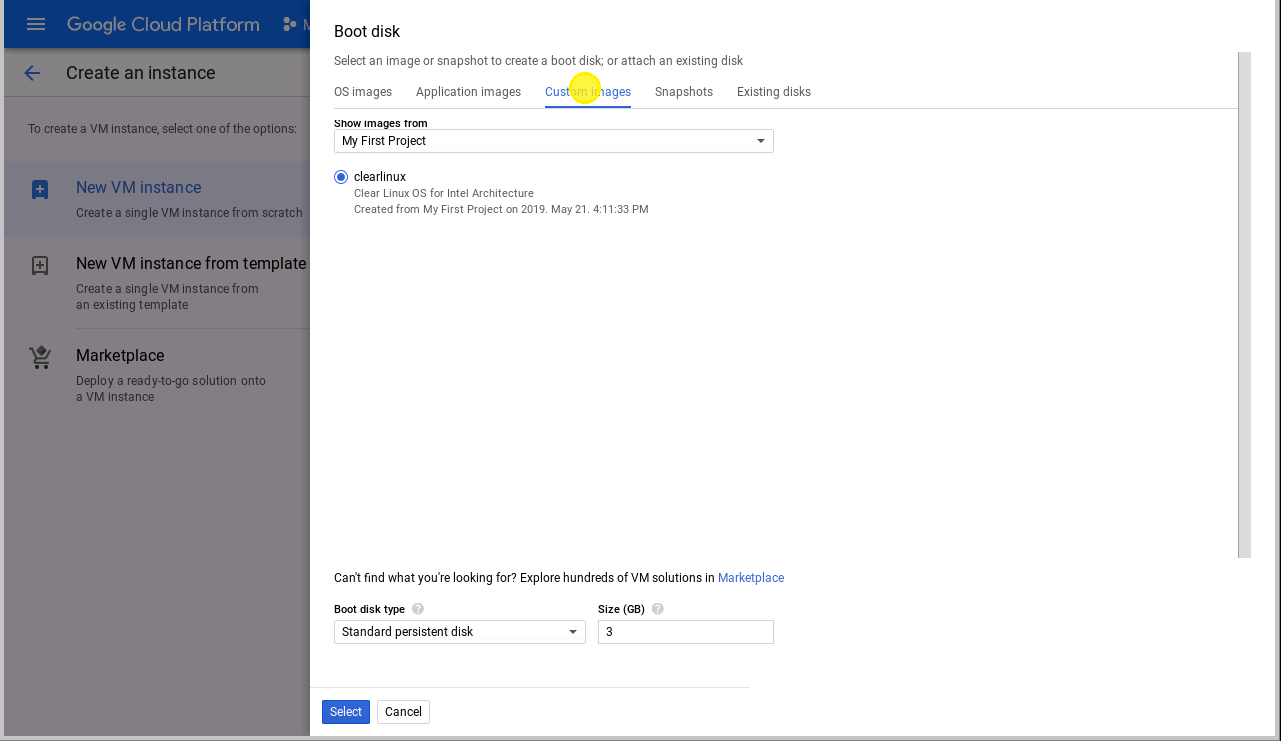 Google Cloud Platform
Create an instance
To create a VM instance, select one of the options:
New VM instance
Create a single VM instance from scratch
New VM instance from template
Create a single VM instance from
an existing template
Marketplace
Deploy a ready-to-go solution onto
a VM instance
Boot disk
Select an image or snapshot to create a boot disk; or attach an existing disk
OS images Application images Custom images Snapshots Existing disks
Show images from
My First Project
clearlinux
Clear Linux OS for Intel Architecture
Created from My First Project on 2019. May 21. 4:11:33 PM
Can't find what you're looking for? Explore hundreds of VM solutions in Marketplace
Boot disk type ? Size (GB) ?
Standard persistent disk 3
Select Cancel